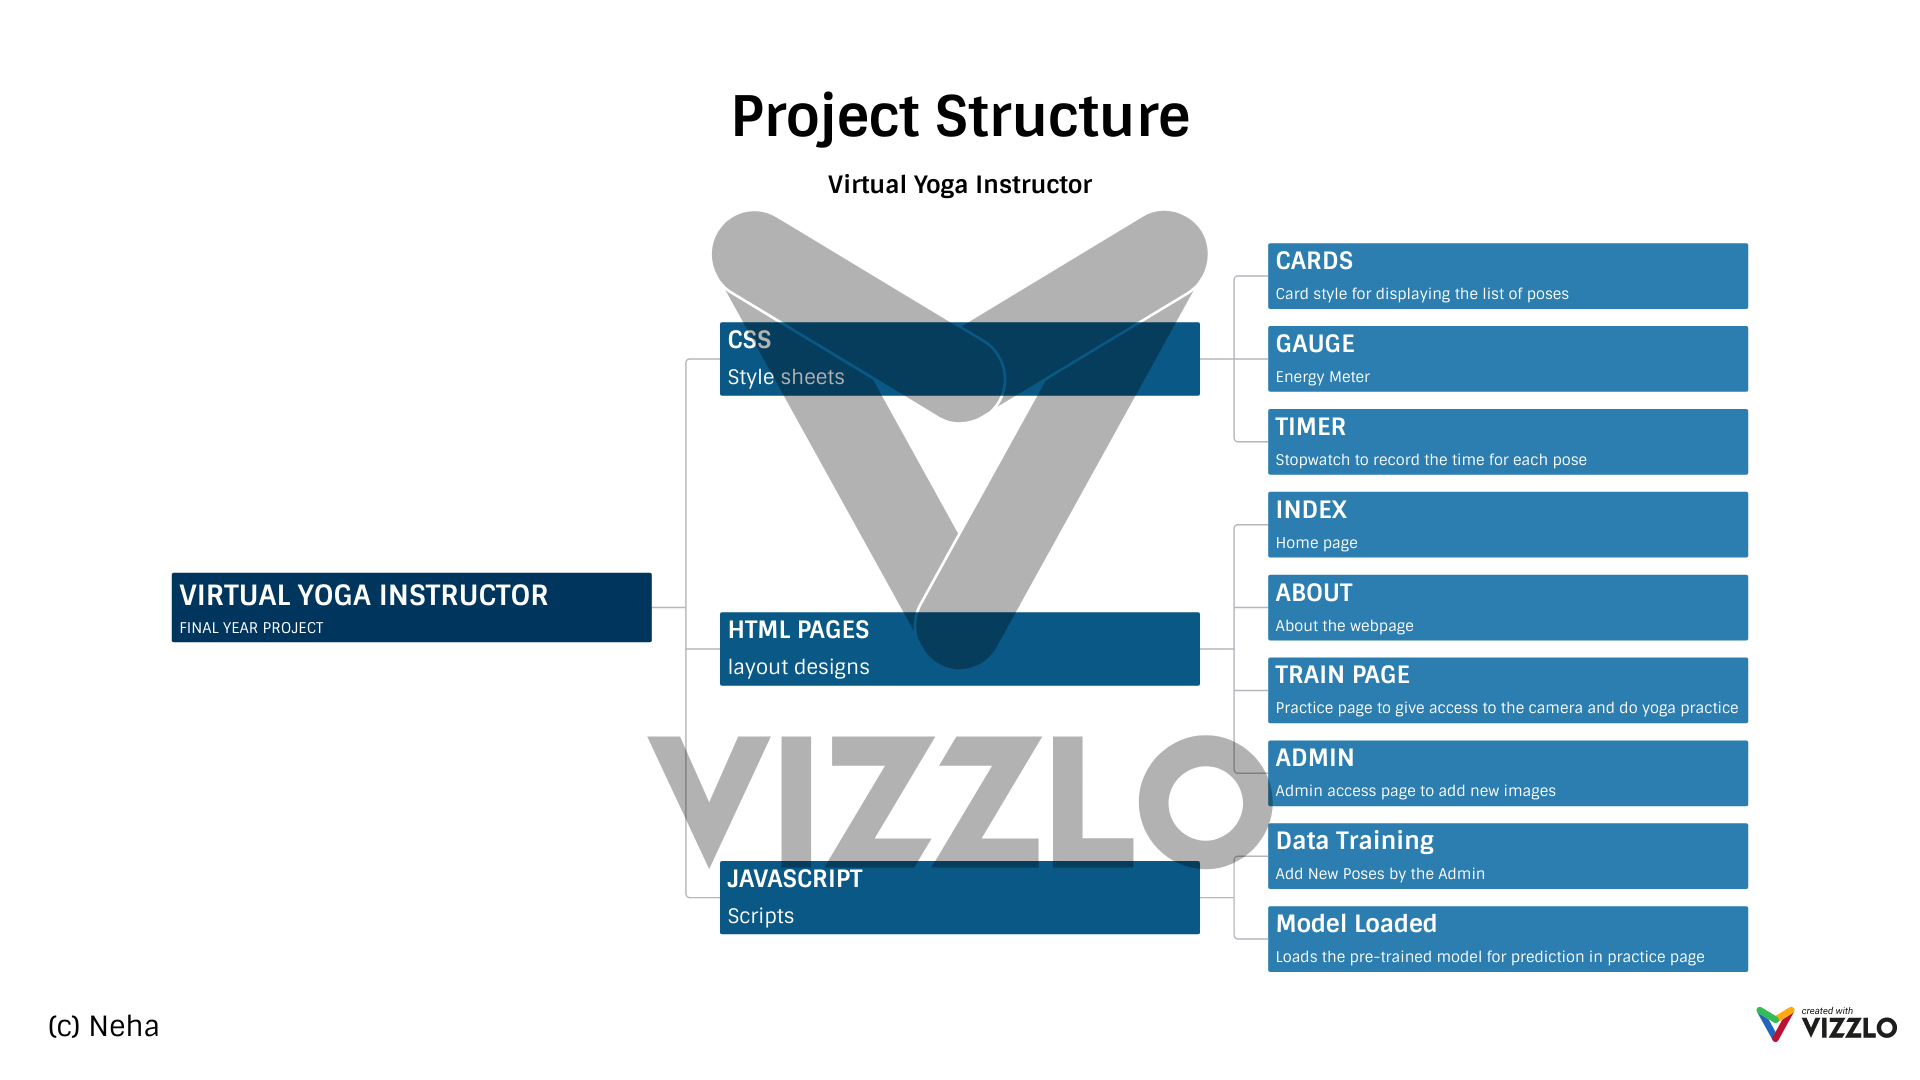 Project Structure
Virtual Yoga Instructor
VIRTUAL YOGA INSTRUCTOR
FINAL YEAR PROJECT
CSS
Style sheets
CARDS
Card style for displaying the list of poses
GAUGE
Energy Meter
TIMER
Stopwatch to record the time for each pose
HTML PAGES
layout designs
INDEX
Home page
ABOUT
About the webpage
TRAIN PAGE
Practice page to give access to the camera and do yoga practice
ADMIN
Admin access page to add new images
JAVASCRIPT
Scripts
Data Training
Add New Poses by the Admin
Model Loaded
Loads the pre-trained model for prediction in practice page
VIZZLO
(c) Neha
created with
VIZZLO